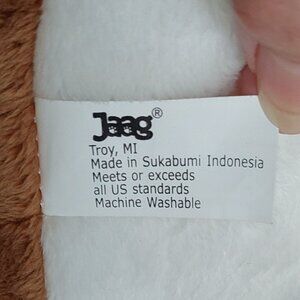 Jaag®
Troy, MI
Made in Sukabumi Indonesia
Meets or exceeds
all US standards
Machine Washable